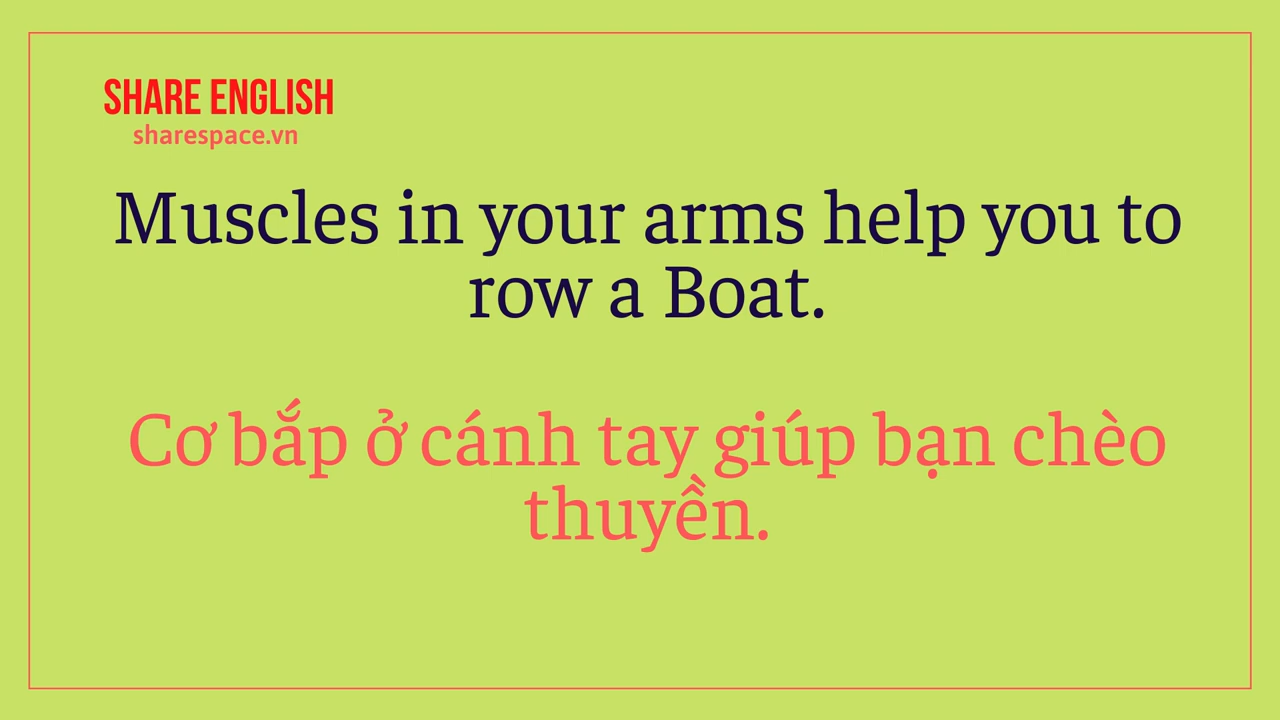 SHARE ENGLISH
sharespace.vn
Muscles in your arms help you to
row a Boat.
Cơ bắp ở cánh tay giúp bạn chèo
thuyền.